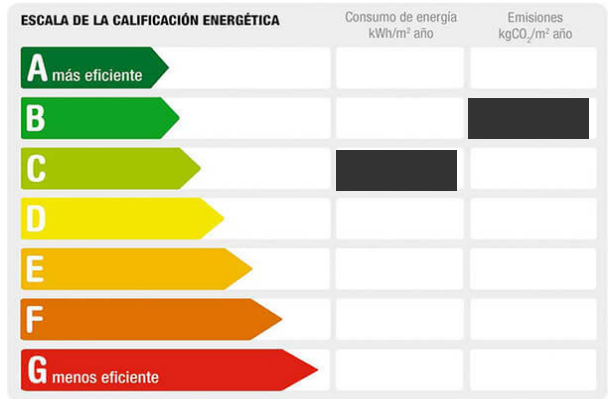 ESCALA DE LA CALIFICACIÓN ENERGÉTICA
Consumo de energía
kWh/m² año
Emisiones
kgCO₂/m² año
A más eficiente
B
C
D
E
F
G menos eficiente